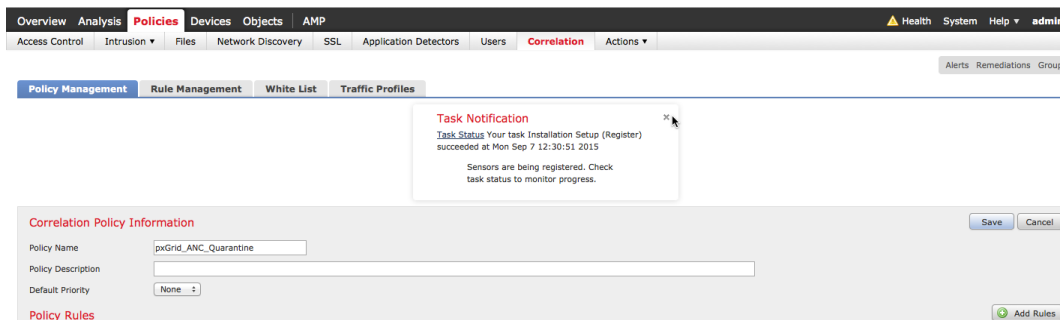 Overview Analysis Policies Devices Objects AMP Health System Help ▾ admin
Access Control Intrusion ▾ Files Network Discovery SSL Application Detectors Users Correlation Actions ▾
Alerts Remediations Group
Policy Management Rule Management White List Traffic Profiles
Task Notification ×
Task Status Your task Installation Setup (Register)
succeeded at Mon Sep 7 12:30:51 2015
Sensors are being registered. Check
task status to monitor progress.
Correlation Policy Information Save Cancel
Policy Name pxGrid_ANC_Quarantine
Policy Description
Default Priority None
Policy Rules Add Rules